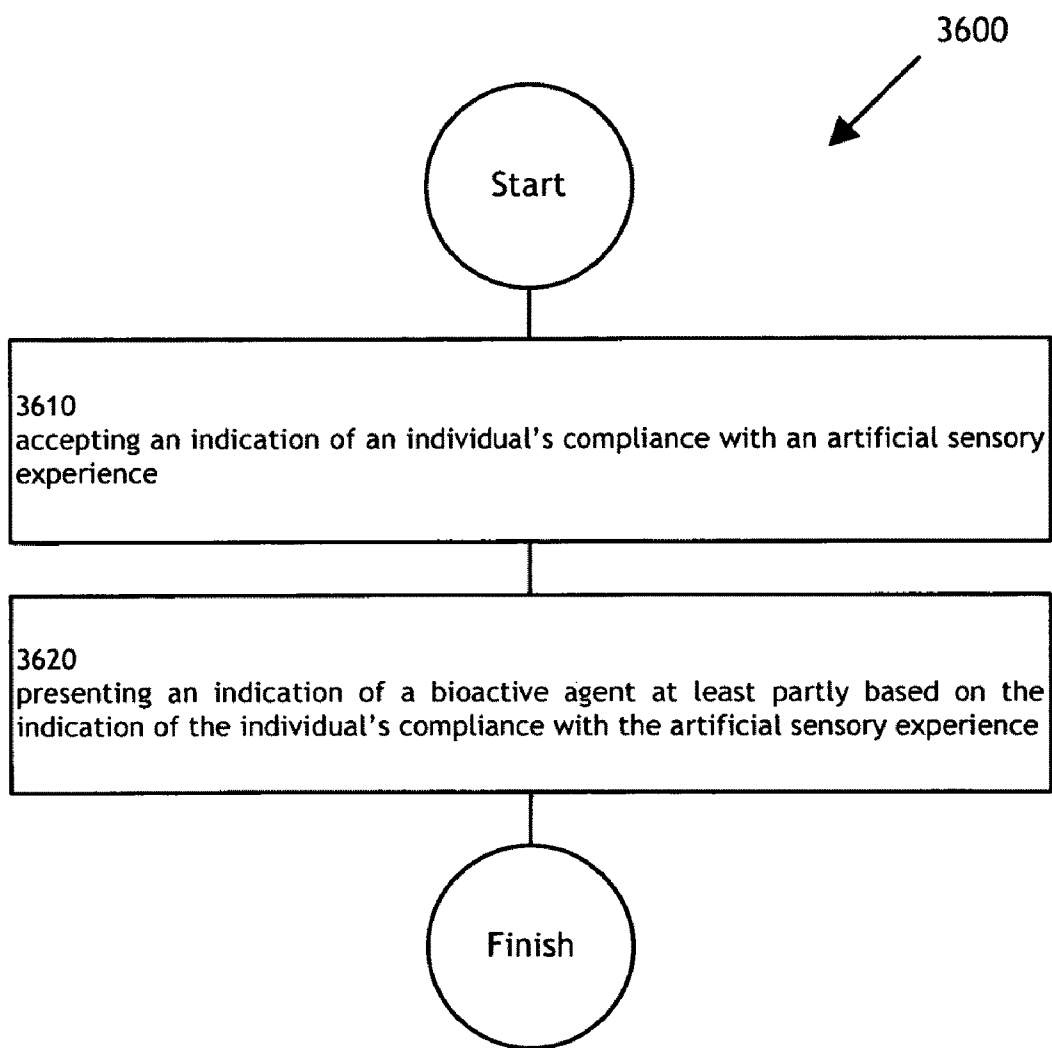 3600
Start
3610
accepting an indication of an individual's compliance with an artificial sensory
experience
3620
presenting an indication of a bioactive agent at least partly based on the
indication of the individual's compliance with the artificial sensory experience
Finish